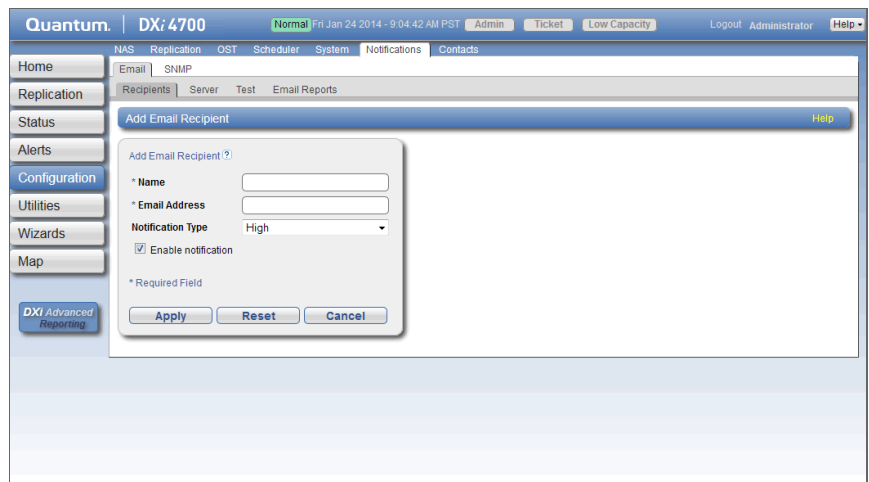 Quantum. DXi 4700 Normal Fri Jan 24 2014 - 9:04:42 AM PST Admin Ticket Low Capacity Logout Administrator Help
NAS Replication OST Scheduler System Notifications Contacts
Home
Replication
Status
Alerts
Configuration
Utilities
Wizards
Map
DXi Advanced
Reporting
Email SNMP
Recipients Server Test Email Reports
Add Email Recipient Help
Add Email Recipient ?
* Name
* Email Address
Notification Type High
Enable notification
* Required Field
Apply Reset Cancel